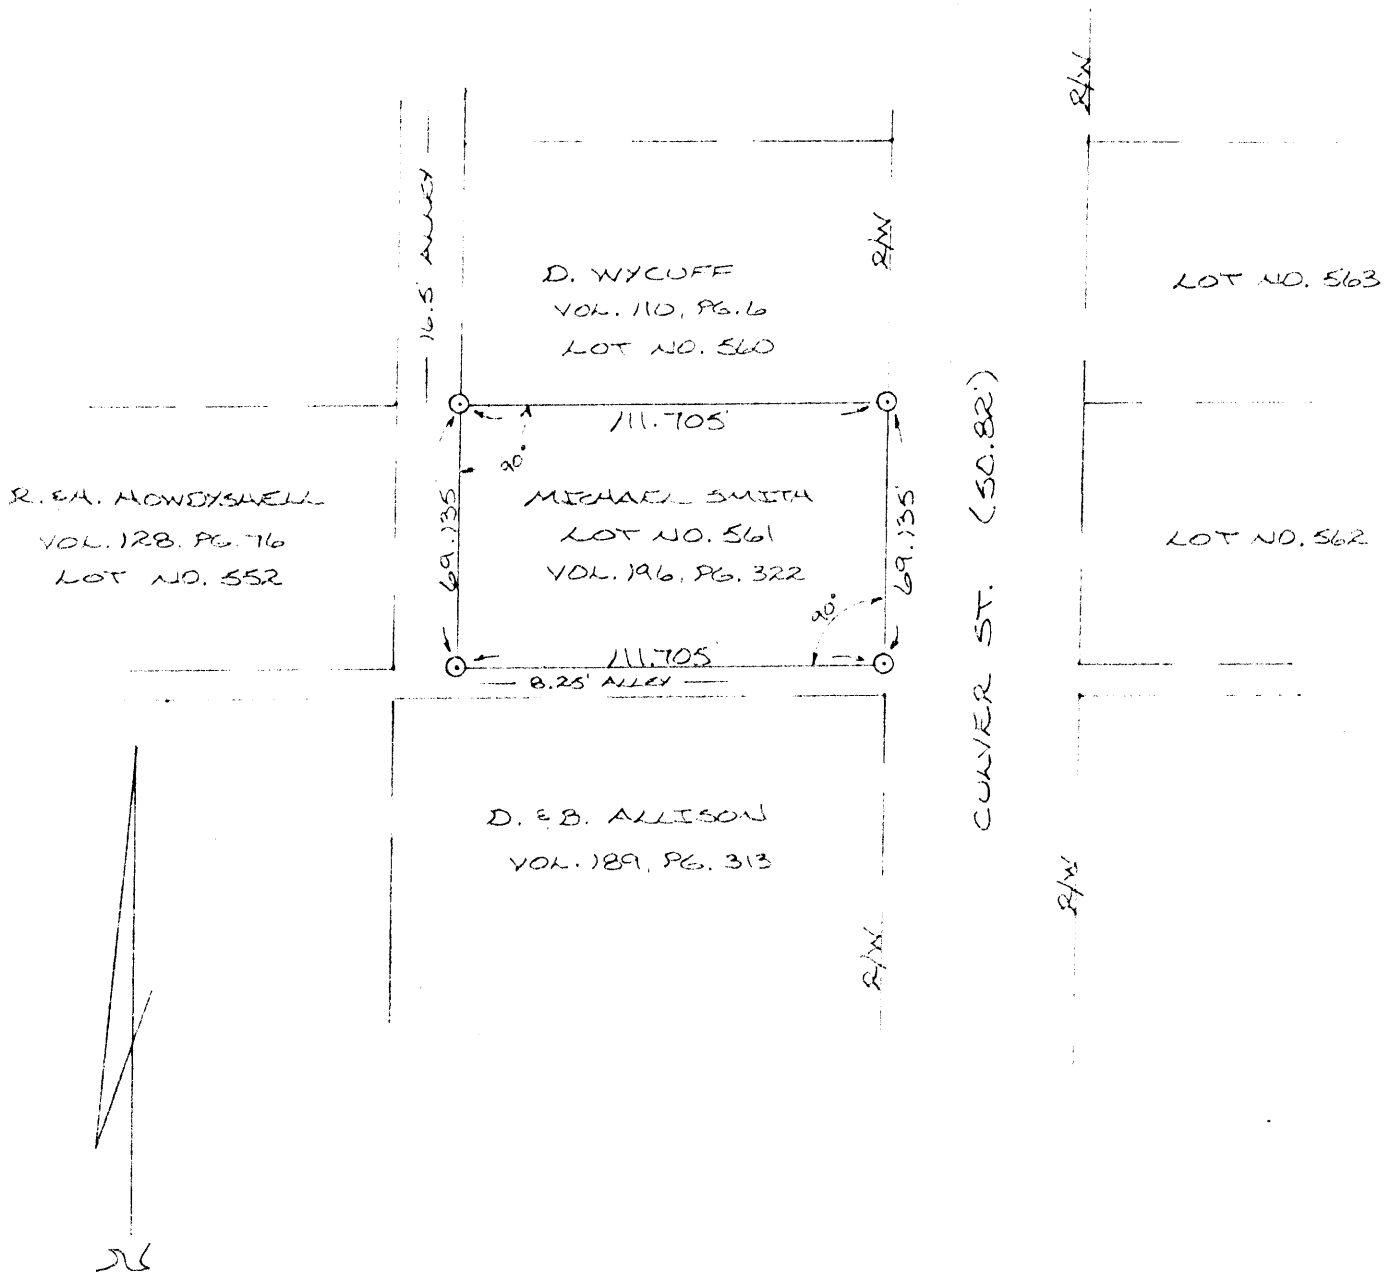 R/W
16.5' ALLEY
R/W
D. WYCUFF
VOL. 110, PG. 6
LOT NO. 560
LOT NO. 563
111.705'
90°
69.135'
R. & H. HOWDYSHELL
VOL. 128, PG. 76
LOT NO. 552
MICHAEL SMITH
LOT NO. 561
VOL. 196, PG. 322
69.135'
CULVER ST. (50.82')
LOT NO. 562
90°
111.705'
8.25' ALLEY
D. & B. ALLISON
VOL. 189, PG. 313
R/W
R/W